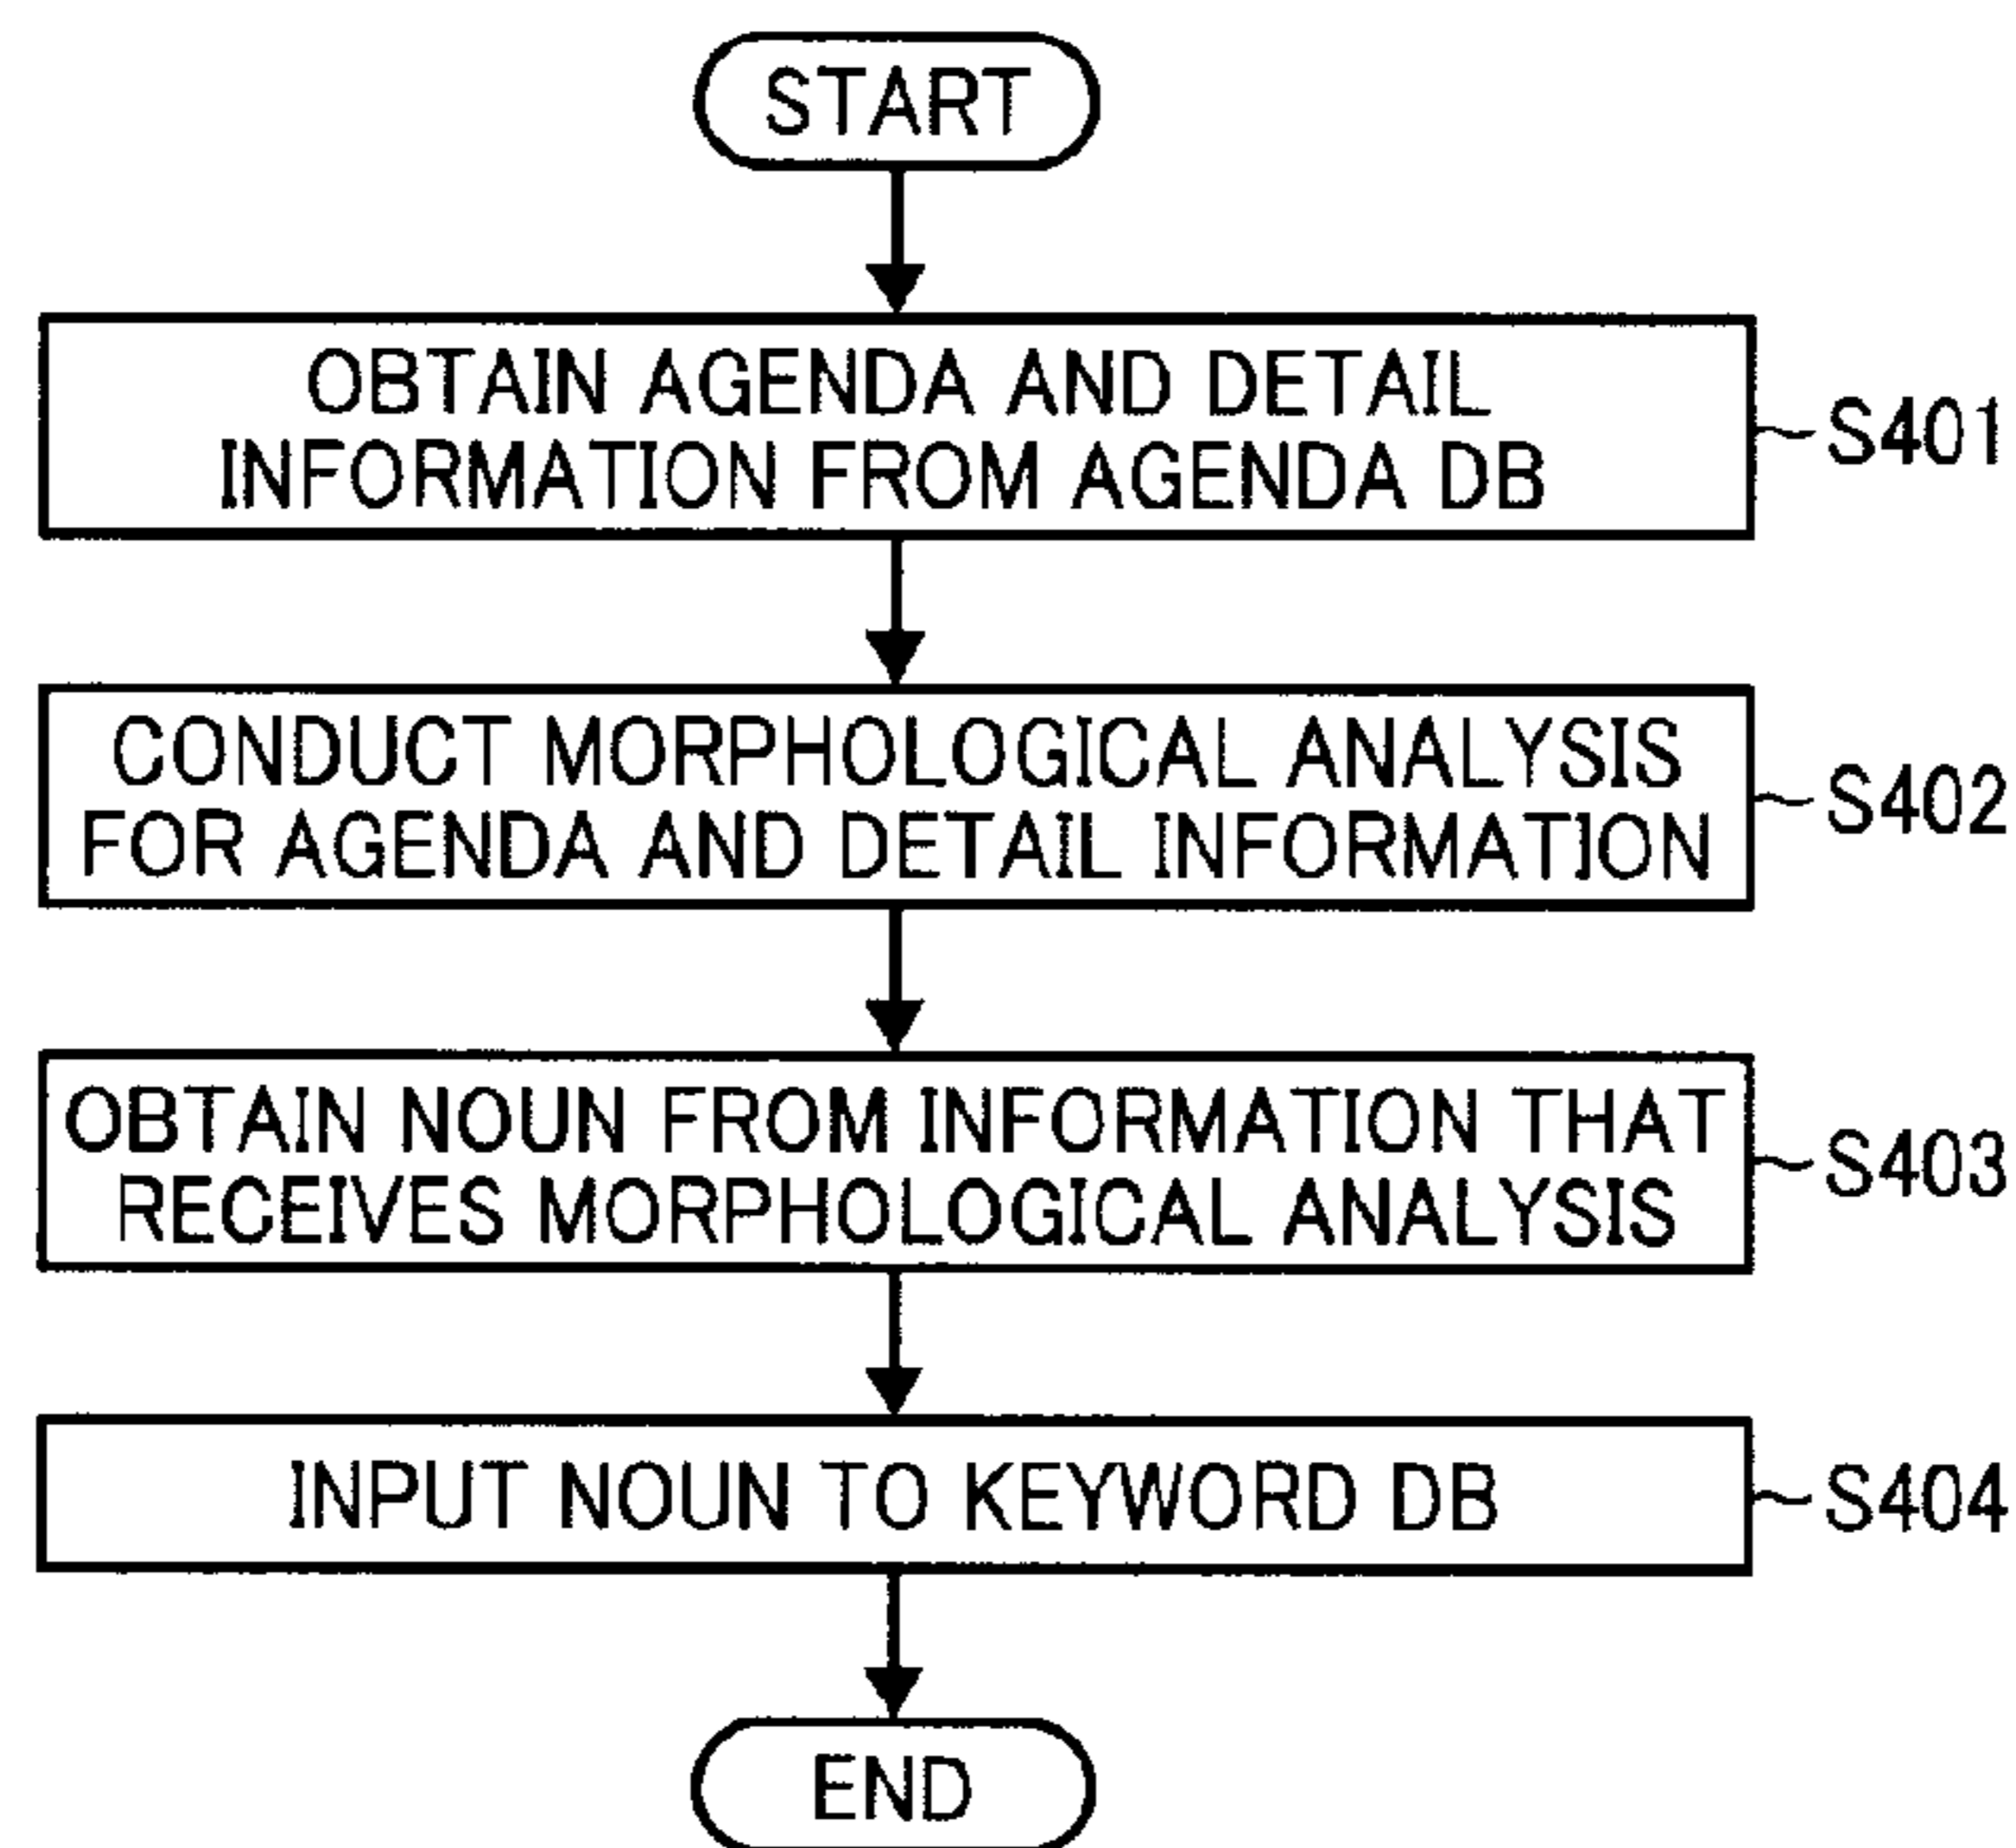 START
OBTAIN AGENDA AND DETAIL
INFORMATION FROM AGENDA DB
S401
CONDUCT MORPHOLOGICAL ANALYSIS
FOR AGENDA AND DETAIL INFORMATION
S402
OBTAIN NOUN FROM INFORMATION THAT
RECEIVES MORPHOLOGICAL ANALYSIS
S403
INPUT NOUN TO KEYWORD DB
S404
END